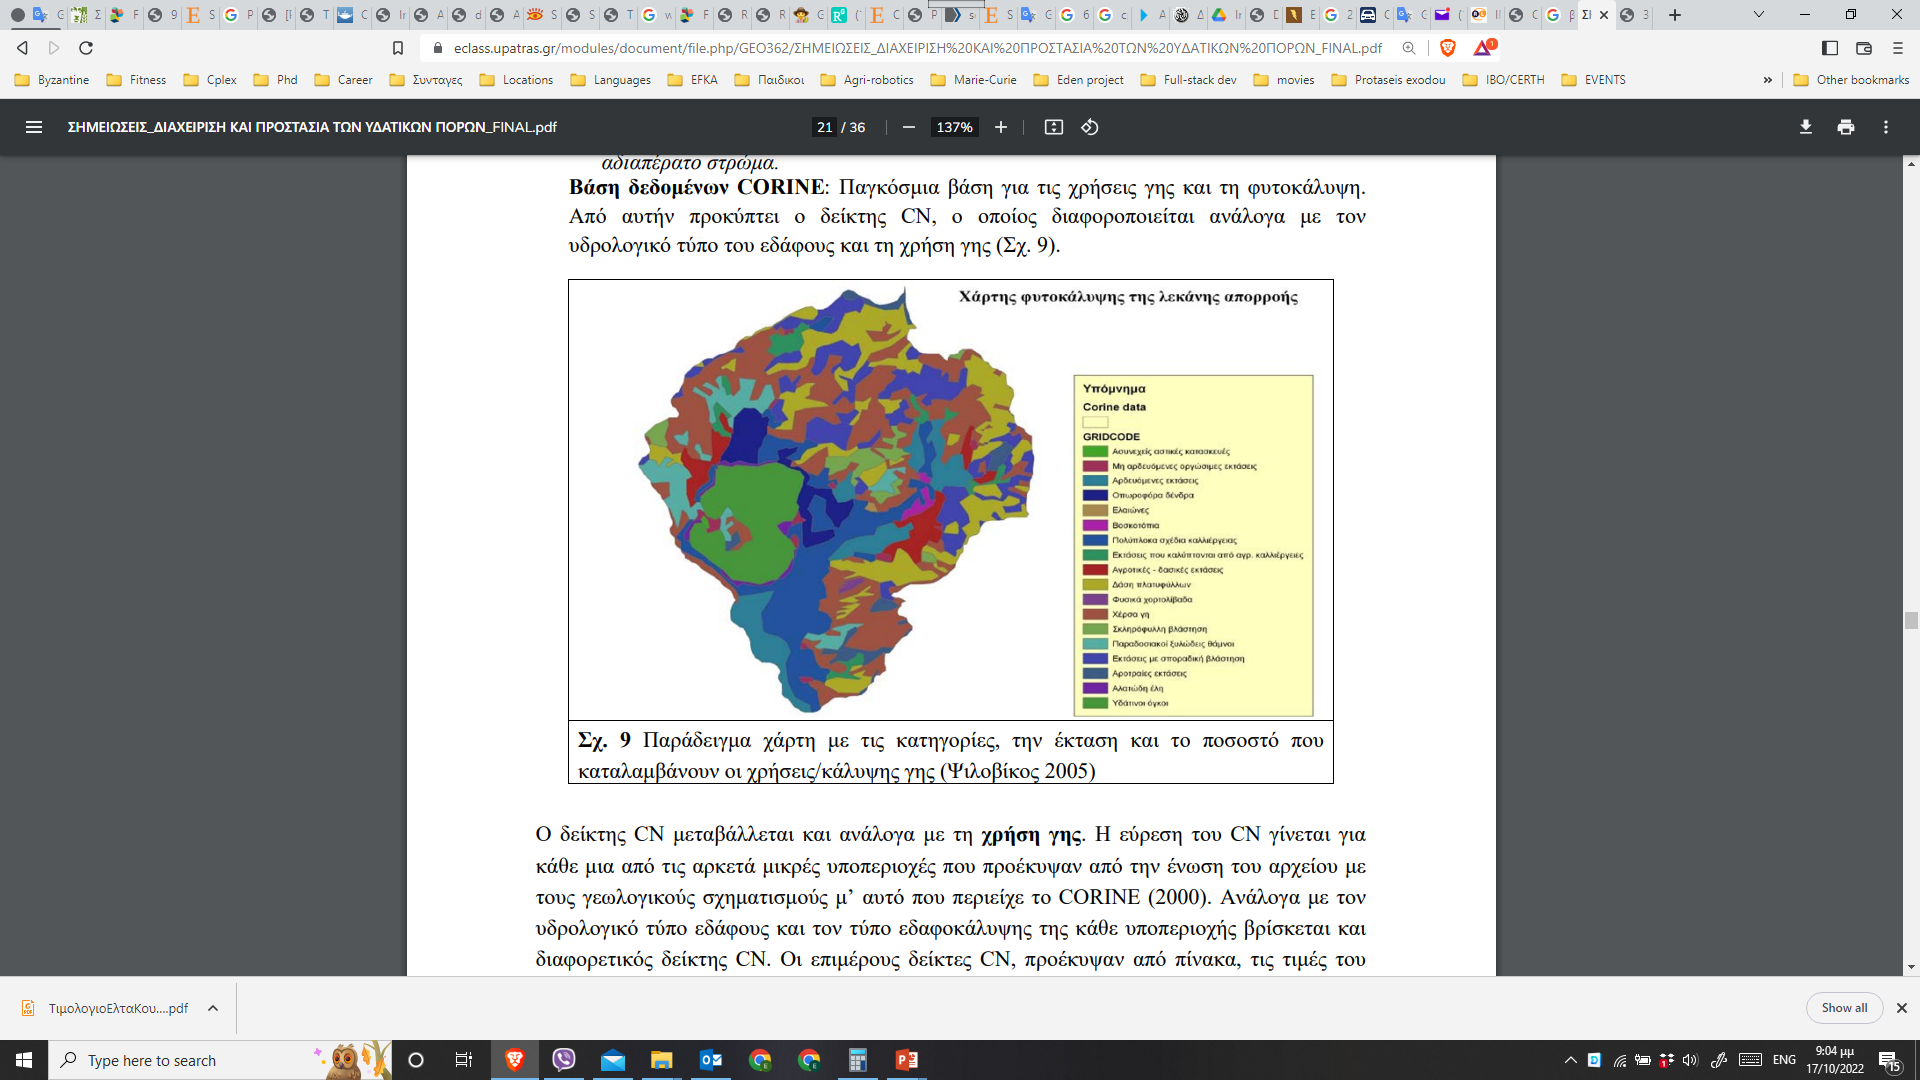 eclass.upatras.gr/modules/document/file.php/GEO362/ΣΗΜΕΙΩΣΕΙΣ_ΔΙΑΧΕΙΡΙΣΗ%20ΚΑΙ%20ΠΡΟΣΤΑΣΙΑ%20ΤΩΝ%20ΥΔΑΤΙΚΩΝ%20ΠΟΡΩΝ_FINAL.pdf
Byzantine Fitness Cplex Phd Career Συνταγες Locations Languages EFKA Παιδικοι Agri-robotics Marie-Curie Eden project Full-stack dev movies Protaseis exodou IBO/CERTH EVENTS » Other bookmarks
ΣΗΜΕΙΩΣΕΙΣ_ΔΙΑΧΕΙΡΙΣΗ ΚΑΙ ΠΡΟΣΤΑΣΙΑ ΤΩΝ ΥΔΑΤΙΚΩΝ ΠΟΡΩΝ_FINAL.pdf 21 / 36 137%
αδιαπέρατο στρώμα.
Βάση δεδομένων CORINE: Παγκόσμια βάση για τις χρήσεις γης και τη φυτοκάλυψη.
Από αυτήν προκύπτει ο δείκτης CN, ο οποίος διαφοροποιείται ανάλογα με τον
υδρολογικό τύπο του εδάφους και τη χρήση γης (Σχ. 9).
Χάρτης φυτοκάλυψης της λεκάνης απορροής
Υπόμνημα
Corine data
GRIDCODE
Ασυνεχείς αστικές κατασκευές
Μη αρδευόμενες αρώσιμες εκτάσεις
Αρδευόμενες εκτάσεις
Οπωροφόρα δένδρα
Ελαιώνες
Βοσκοτόπια
Πολύπλοκα σχέδια καλλιέργειας
Εκτάσεις που καλύπτονται από αγρ. καλλιέργειες
Αγροτικές - δασικές εκτάσεις
Δάση πλατυφύλλων
Φυσικά χορτολίβαδα
Χέρσα γη
Σκληρόφυλλη βλάστηση
Παραδοσιακοί ξυλώδεις θάμνοι
Εκτάσεις με σποραδική βλάστηση
Αροτραίες εκτάσεις
Αλατώδη έλη
Υδάτινοι όγκοι
Σχ. 9 Παράδειγμα χάρτη με τις κατηγορίες, την έκταση και το ποσοστό που
καταλαμβάνουν οι χρήσεις/κάλυψης γης (Ψιλοβίκος 2005)
Ο δείκτης CN μεταβάλλεται και ανάλογα με τη χρήση γης. Η εύρεση του CN γίνεται για
κάθε μια από τις αρκετά μικρές υποπεριοχές που προέκυψαν από την ένωση του αρχείου με
τους γεωλογικούς σχηματισμούς μ’ αυτό που περιείχε το CORINE (2000). Ανάλογα με τον
υδρολογικό τύπο εδάφους και τον τύπο εδαφοκάλυψης της κάθε υποπεριοχής βρίσκεται και
διαφορετικός δείκτης CN. Οι επιμέρους δείκτες CN, προέκυψαν από πίνακα, τις τιμές του
ΤιμολογιοΕλταΚου....pdf Show all
Type here to search ENG 9:04 μμ
17/10/2022 15